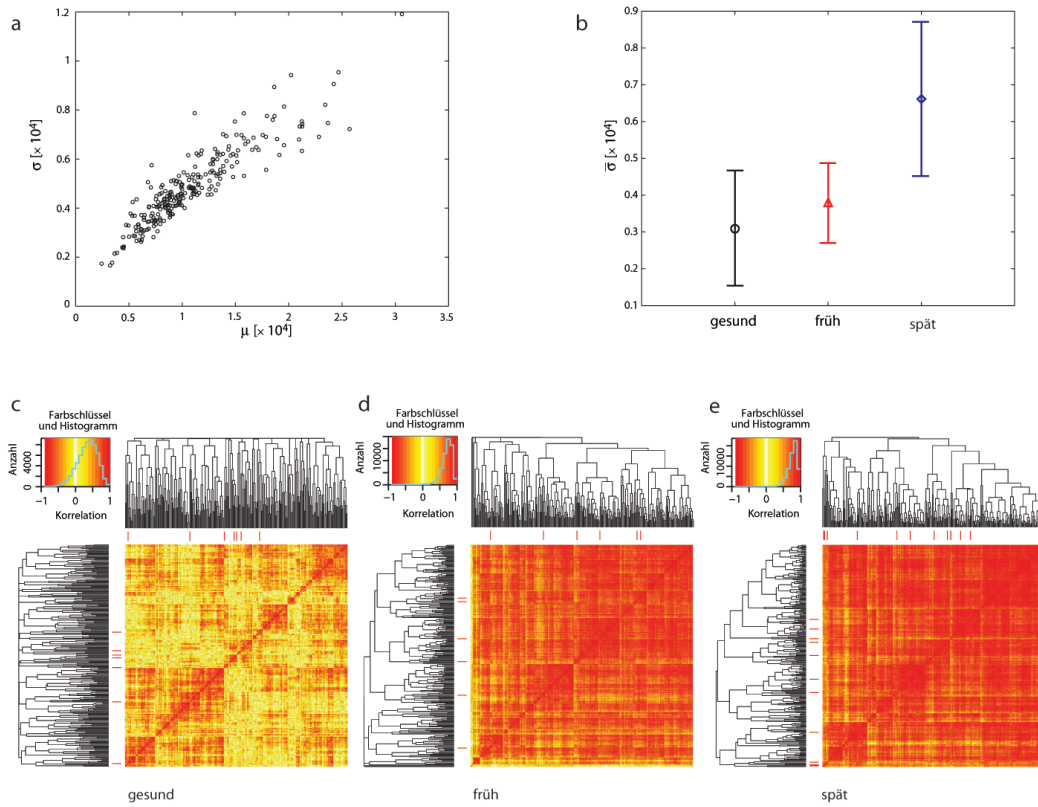 a
1.2
1
0.8
0.6
0.4
0.2
0
σ [× 10⁴]
0
0.5
1
1.5
2
2.5
3
3.5
μ [× 10⁴]
b
0.9
0.8
0.7
0.6
0.5
0.4
0.3
0.2
0.1
σ̅ [× 10⁴]
gesund
früh
spät
c
Farbschlüssel
und Histogramm
Anzahl
0 4000
−1 0 1
Korrelation
gesund
d
Farbschlüssel
und Histogramm
Anzahl
0 10000
−1 0 1
Korrelation
früh
e
Farbschlüssel
und Histogramm
Anzahl
0 10000
−1 0 1
Korrelation
spät